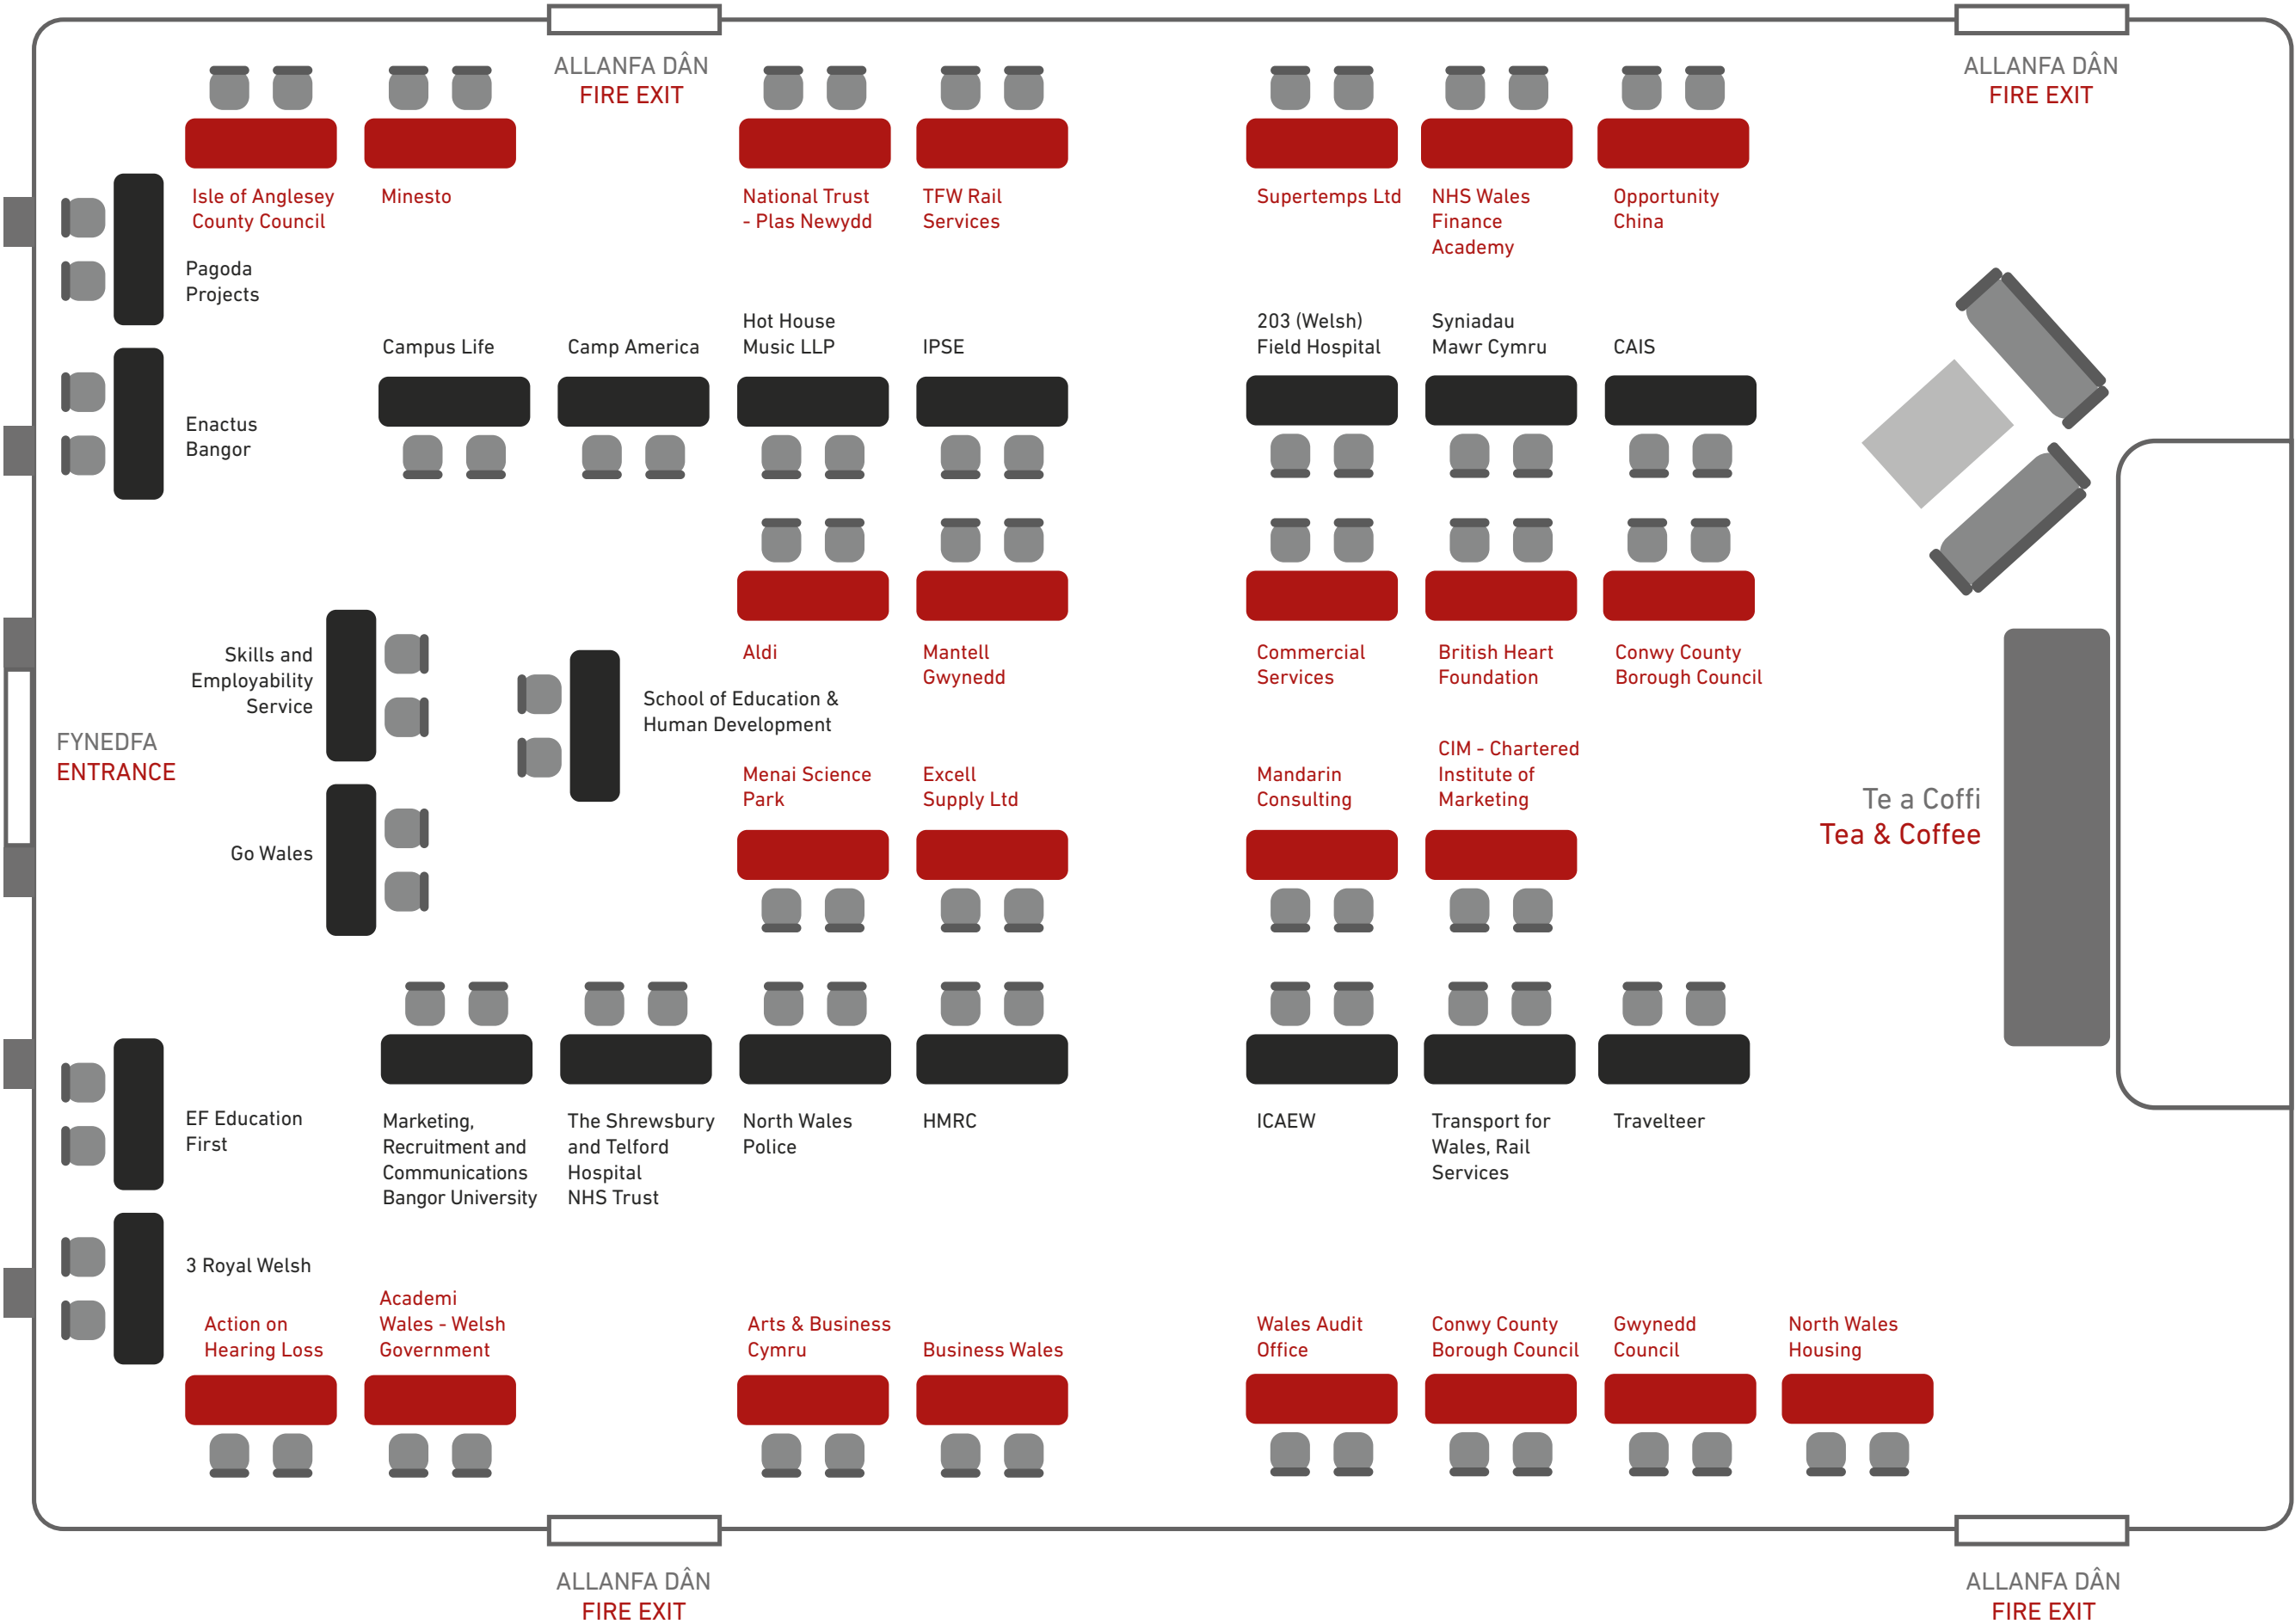 ALLANFA DÂN
FIRE EXIT
ALLANFA DÂN
FIRE EXIT
Isle of Anglesey
County Council
Minesto
National Trust
- Plas Newydd
TFW Rail
Services
Supertemps Ltd
NHS Wales
Finance
Academy
Opportunity
China
Pagoda
Projects
Enactus
Bangor
Campus Life
Camp America
Hot House
Music LLP
IPSE
203 (Welsh)
Field Hospital
Syniadau
Mawr Cymru
CAIS
Aldi
Mantell
Gwynedd
Commercial
Services
British Heart
Foundation
Conwy County
Borough Council
Skills and
Employability
Service
School of Education &
Human Development
FYNEDFA
ENTRANCE
Go Wales
Menai Science
Park
Excell
Supply Ltd
Mandarin
Consulting
CIM - Chartered
Institute of
Marketing
Te a Coffi
Tea & Coffee
EF Education
First
Marketing,
Recruitment and
Communications
Bangor University
The Shrewsbury
and Telford
Hospital
NHS Trust
North Wales
Police
HMRC
ICAEW
Transport for
Wales, Rail
Services
Travelteer
3 Royal Welsh
Action on
Hearing Loss
Academi
Wales - Welsh
Government
Arts & Business
Cymru
Business Wales
Wales Audit
Office
Conwy County
Borough Council
Gwynedd
Council
North Wales
Housing
ALLANFA DÂN
FIRE EXIT
ALLANFA DÂN
FIRE EXIT